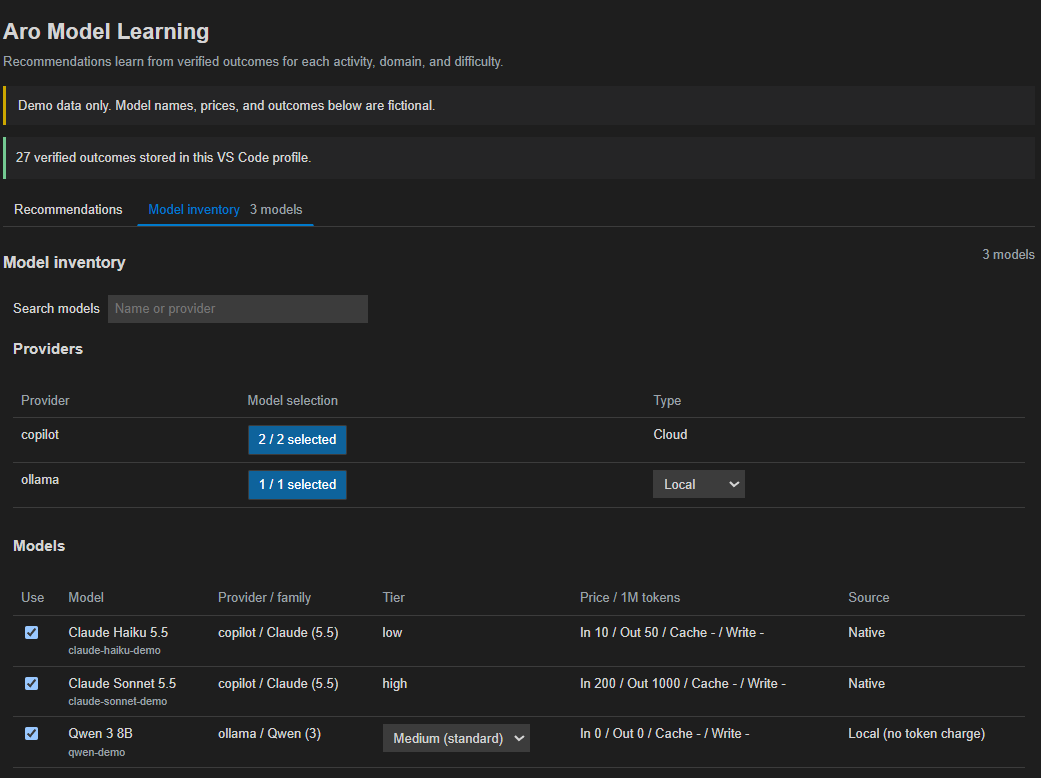 Aro Model Learning
Recommendations learn from verified outcomes for each activity, domain, and difficulty.
Demo data only. Model names, prices, and outcomes below are fictional.
27 verified outcomes stored in this VS Code profile.
Recommendations Model inventory 3 models
Model inventory 3 models
Search models Name or provider
Providers
Provider Model selection Type
copilot 2 / 2 selected Cloud
ollama 1 / 1 selected Local
Models
Use Model Provider / family Tier Price / 1M tokens Source
Claude Haiku 5.5 copilot / Claude (5.5) low In 10 / Out 50 / Cache - / Write - Native
claude-haiku-demo
Claude Sonnet 5.5 copilot / Claude (5.5) high In 200 / Out 1000 / Cache - / Write - Native
claude-sonnet-demo
Qwen 3 8B ollama / Qwen (3) Medium (standard) In 0 / Out 0 / Cache - / Write - Local (no token charge)
qwen-demo